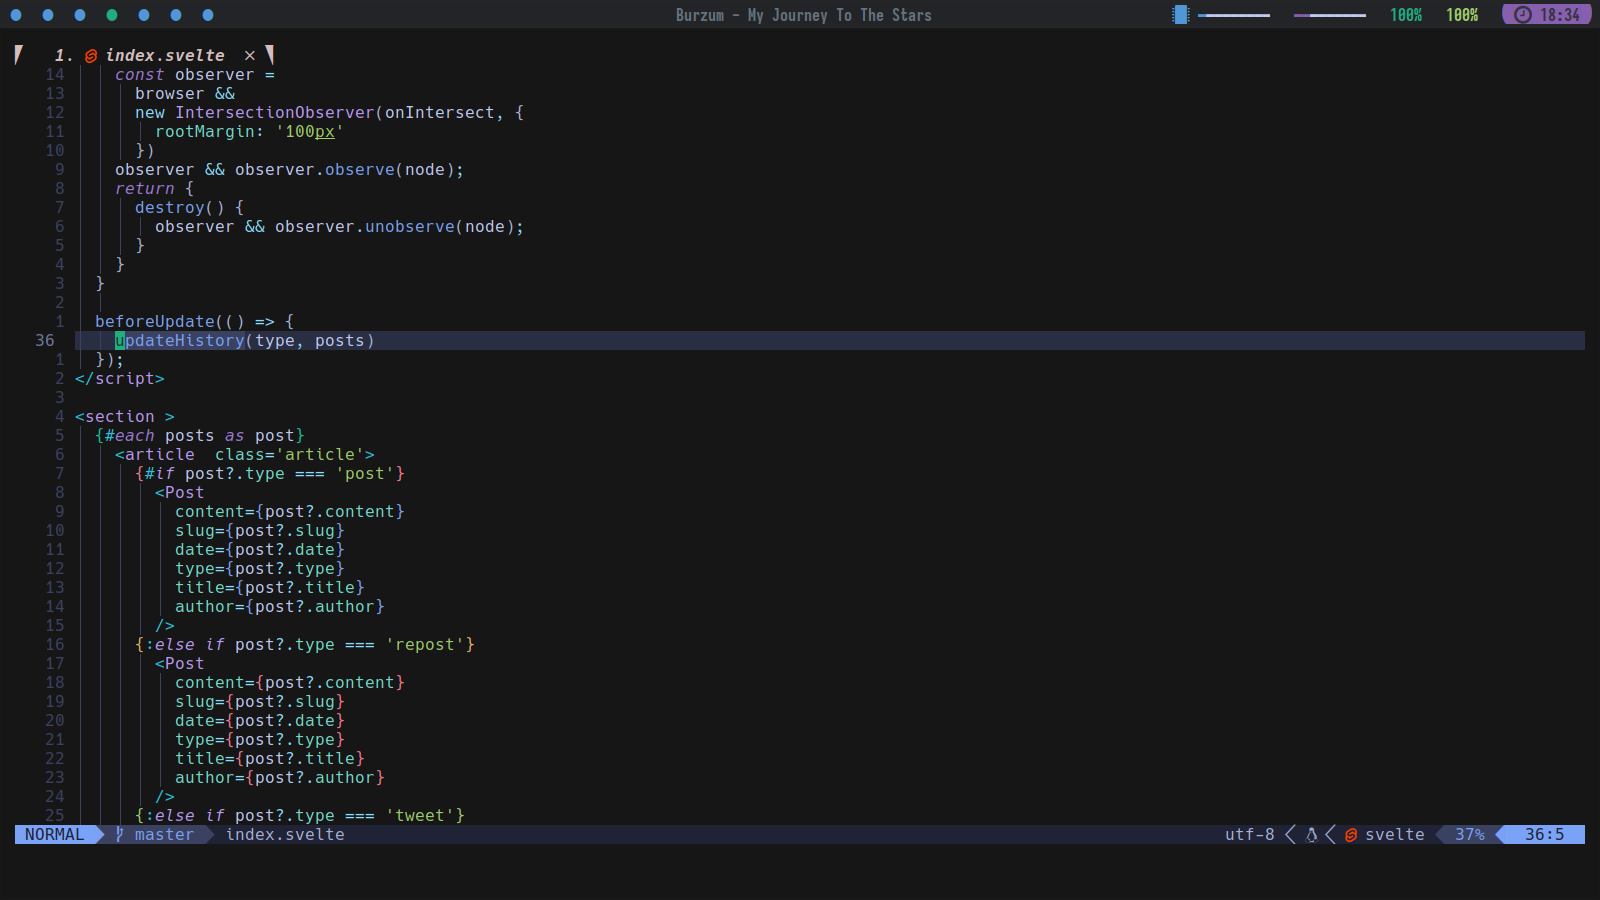 Burzum - My Journey To The Stars
100% 100% 18:34
1. index.svelte ×
14 const observer =
13 browser &&
12 new IntersectionObserver(onIntersect, {
11 rootMargin: '100px'
10 })
9 observer && observer.observe(node);
8 return {
7 destroy() {
6 observer && observer.unobserve(node);
5 }
4 }
3 }
2
1 beforeUpdate(() => {
36 updateHistory(type, posts)
1 });
2 </script>
3
4 <section >
5 {#each posts as post}
6 <article  class='article'>
7 {#if post?.type === 'post'}
8 <Post
9 content={post?.content}
10 slug={post?.slug}
11 date={post?.date}
12 type={post?.type}
13 title={post?.title}
14 author={post?.author}
15 />
16 {:else if post?.type === 'repost'}
17 <Post
18 content={post?.content}
19 slug={post?.slug}
20 date={post?.date}
21 type={post?.type}
22 title={post?.title}
23 author={post?.author}
24 />
25 {:else if post?.type === 'tweet'}
NORMAL master index.svelte utf-8 svelte 37% 36:5